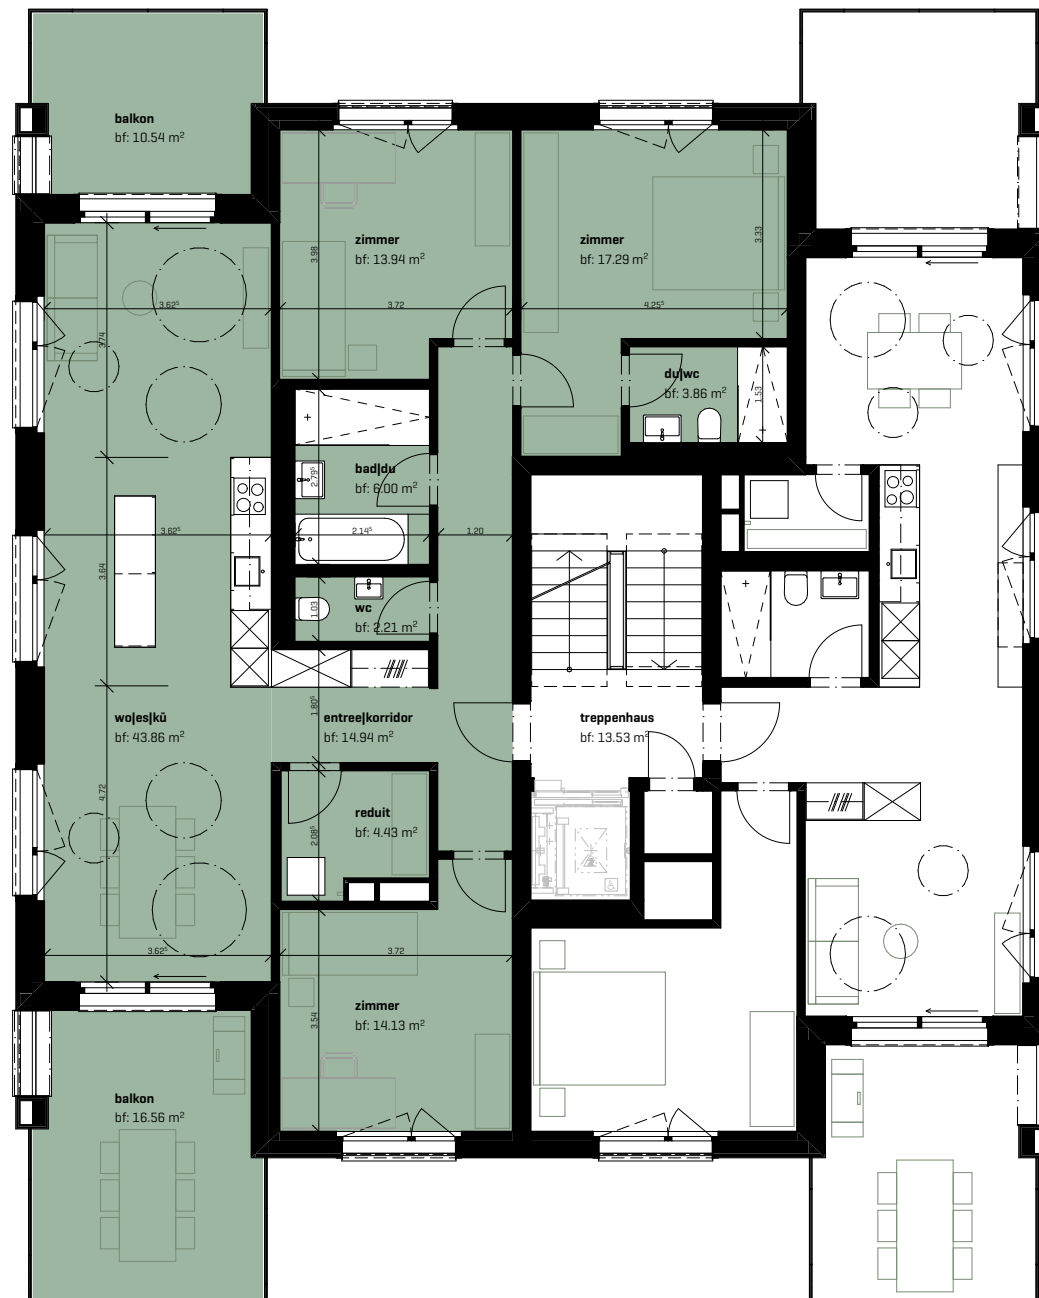 balkon
bf: 10.54 m²
zimmer
bf: 13.94 m²
zimmer
bf: 17.29 m²
3.98
3.33
3.62⁵
3.72
4.25⁵
3.74
du|wc
bf: 3.86 m²
1.53
bad|du
bf: 6.00 m²
2.79⁵
3.62⁵
2.14⁵
1.20
3.64
wc
bf: 2.21 m²
1.03
wo|es|kü
bf: 43.86 m²
entree|korridor
bf: 14.94 m²
1.80⁵
treppenhaus
bf: 13.53 m²
4.72
reduit
bf: 4.43 m²
2.08⁵
3.62⁵
3.72
zimmer
bf: 14.13 m²
3.54
balkon
bf: 16.56 m²